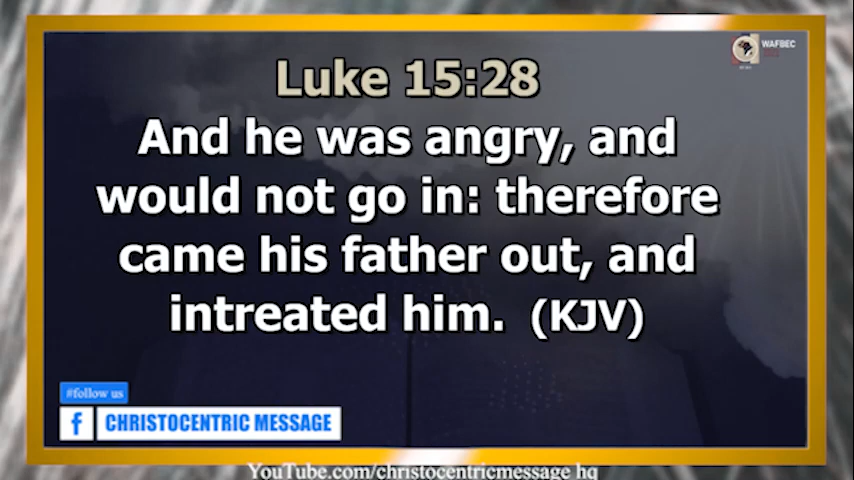 WAFBEC
Luke 15:28
And he was angry, and
would not go in: therefore
came his father out, and
intreated him. (KJV)
#follow us
f CHRISTOCENTRIC MESSAGE
YouTube.com/christocentricmessage hq